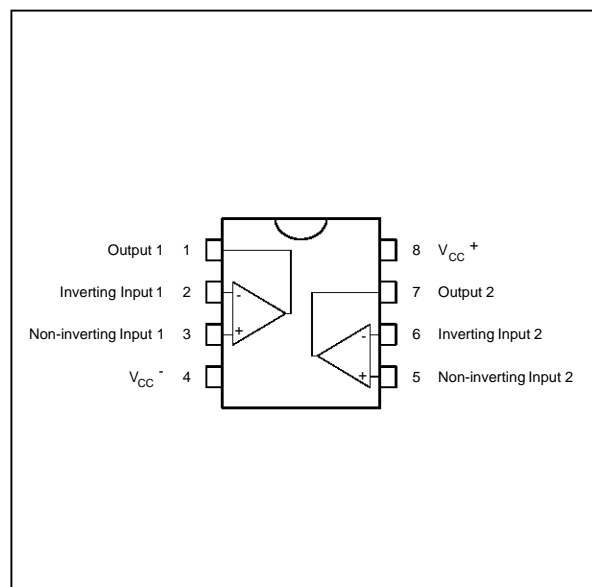 Output 1 1
Inverting Input 1 2 -
Non-inverting Input 1 3 +
VCC - 4
8 VCC +
7 Output 2
- 6 Inverting Input 2
+ 5 Non-inverting Input 2